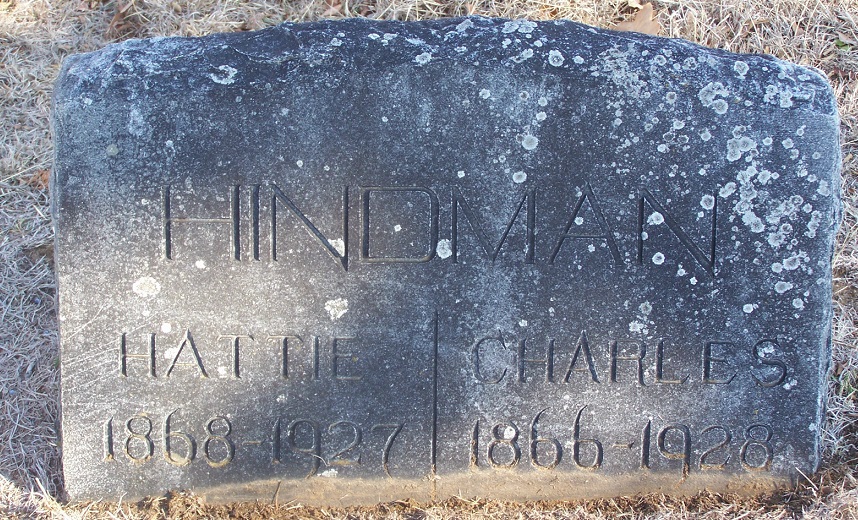 HINDMAN
HATTIE CHARLES
1868-1927 1866-1928